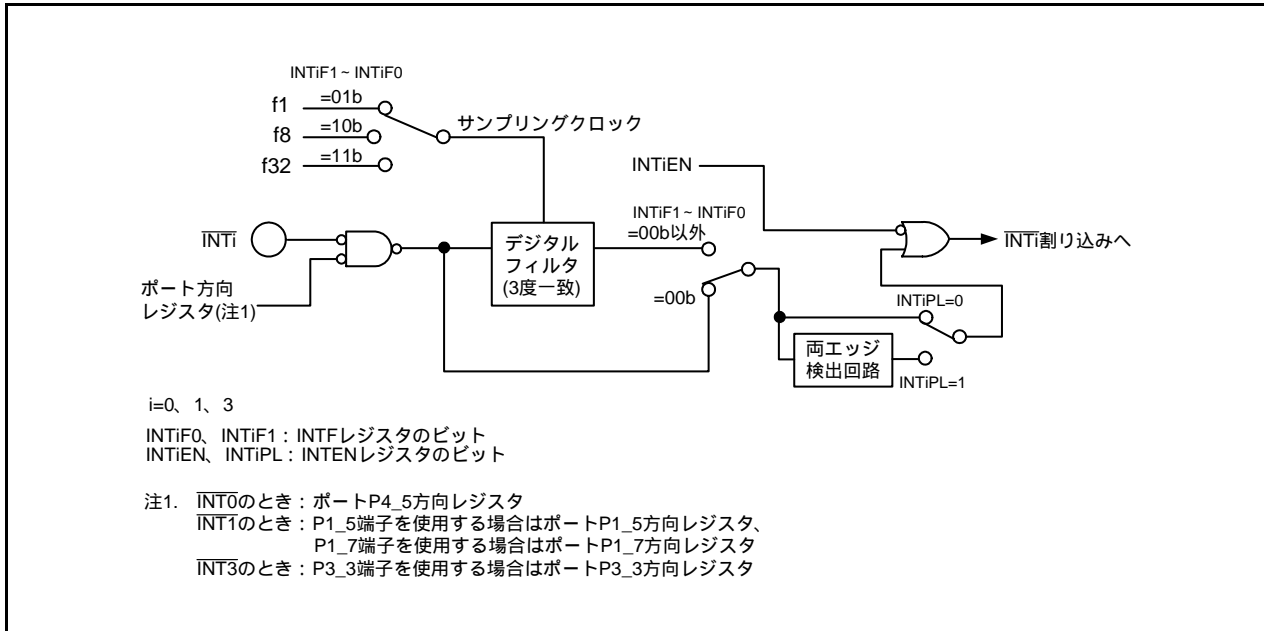 INTiF1~INTiF0
f1 =01b
f8 =10b
f32 =11b
サンプリングクロック
INTiEN
INTiF1~INTiF0
=00b以外
INTi
デジタル
フィルタ
(3度一致)
INTi割り込みへ
ポート方向
レジスタ(注1)
=00b
INTiPL=0
両エッジ
検出回路
INTiPL=1
i=0、1、3
INTiF0、INTiF1:INTFレジスタのビット
INTiEN、INTiPL:INTENレジスタのビット
注1. INT0のとき:ポートP4_5方向レジスタ
INT1のとき:P1_5端子を使用する場合はポートP1_5方向レジスタ、
P1_7端子を使用する場合はポートP1_7方向レジスタ
INT3のとき:P3_3端子を使用する場合はポートP3_3方向レジスタ